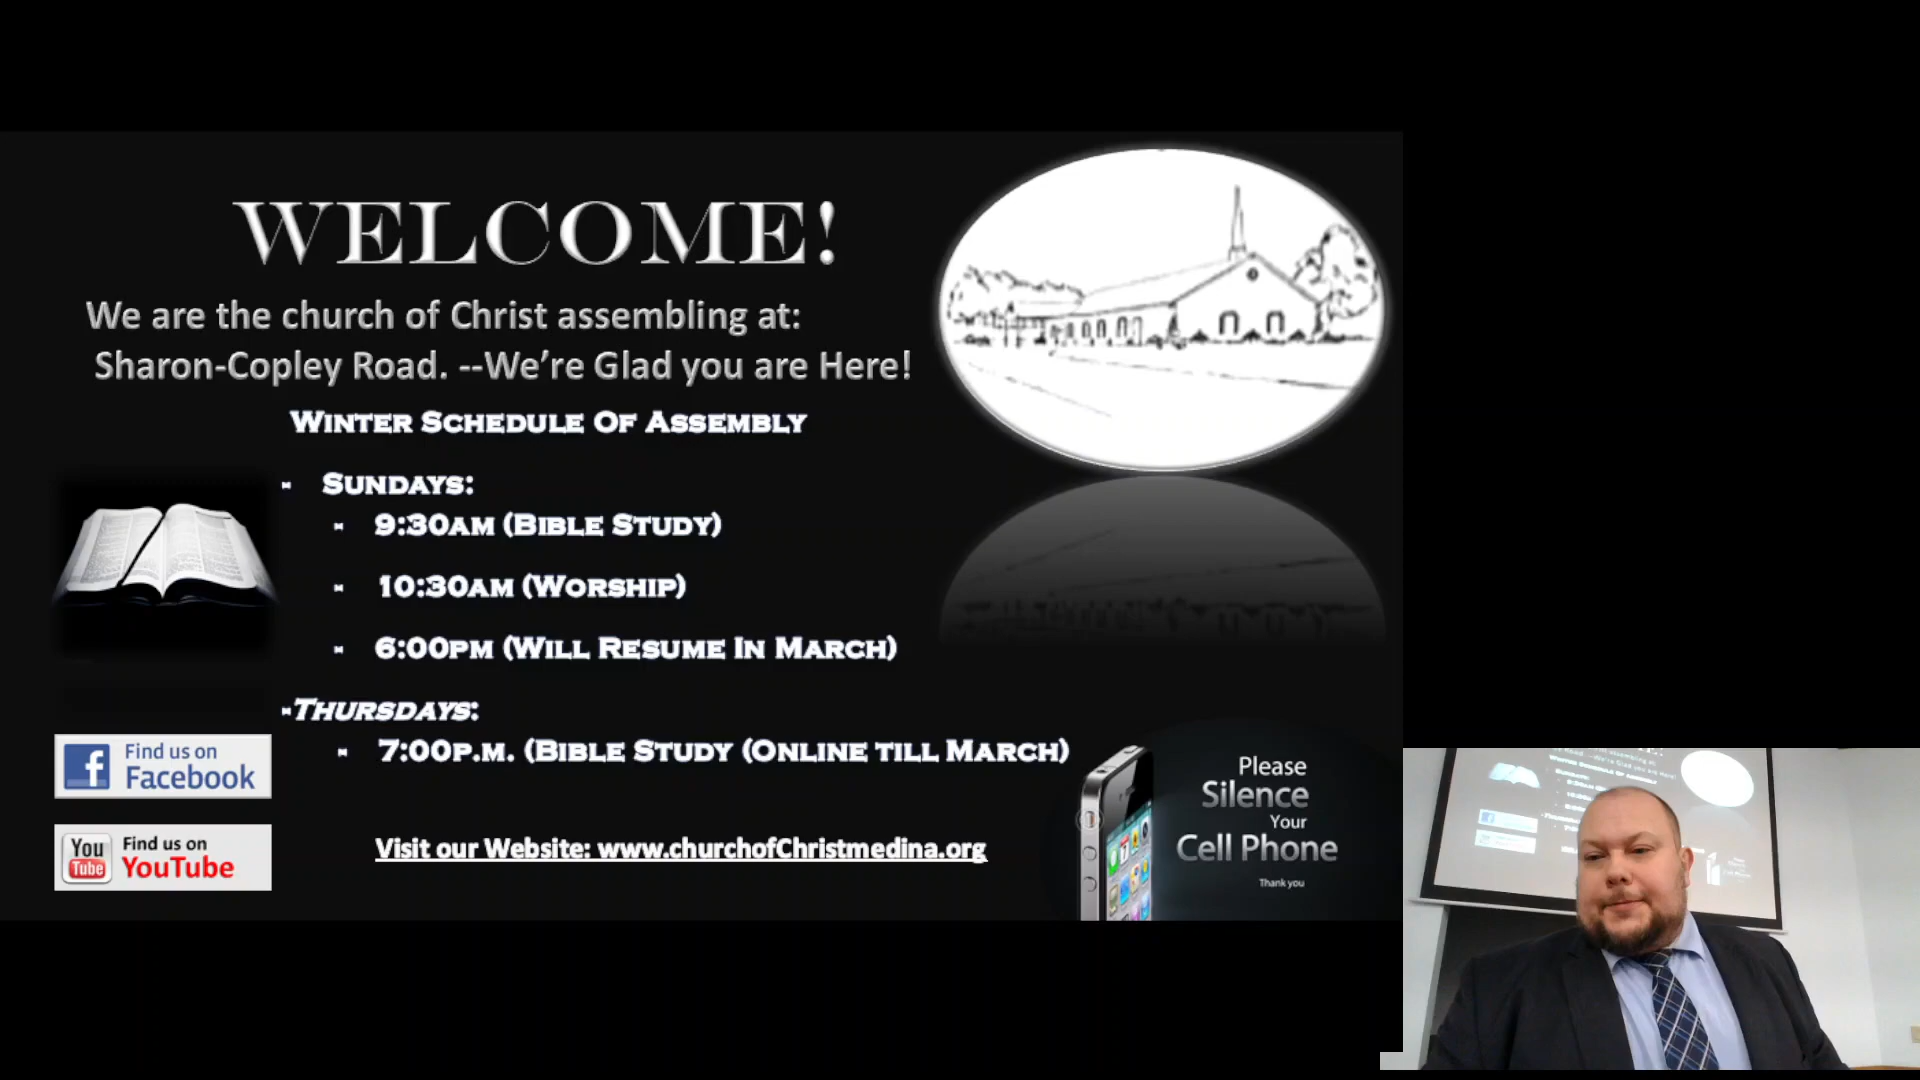 WELCOME!
We are the church of Christ assembling at:
Sharon-Copley Road. --We're Glad you are Here!
WINTER SCHEDULE OF ASSEMBLY
- SUNDAYS:
- 9:30AM (BIBLE STUDY)
- 10:30AM (WORSHIP)
- 6:00PM (WILL RESUME IN MARCH)
-THURSDAYS:
- 7:00P.M. (BIBLE STUDY (ONLINE TILL MARCH)
Find us on
Facebook
You
Tube
Find us on
YouTube
Visit our Website: www.churchofChristmedina.org
Please
Silence
Your
Cell Phone
Thank you